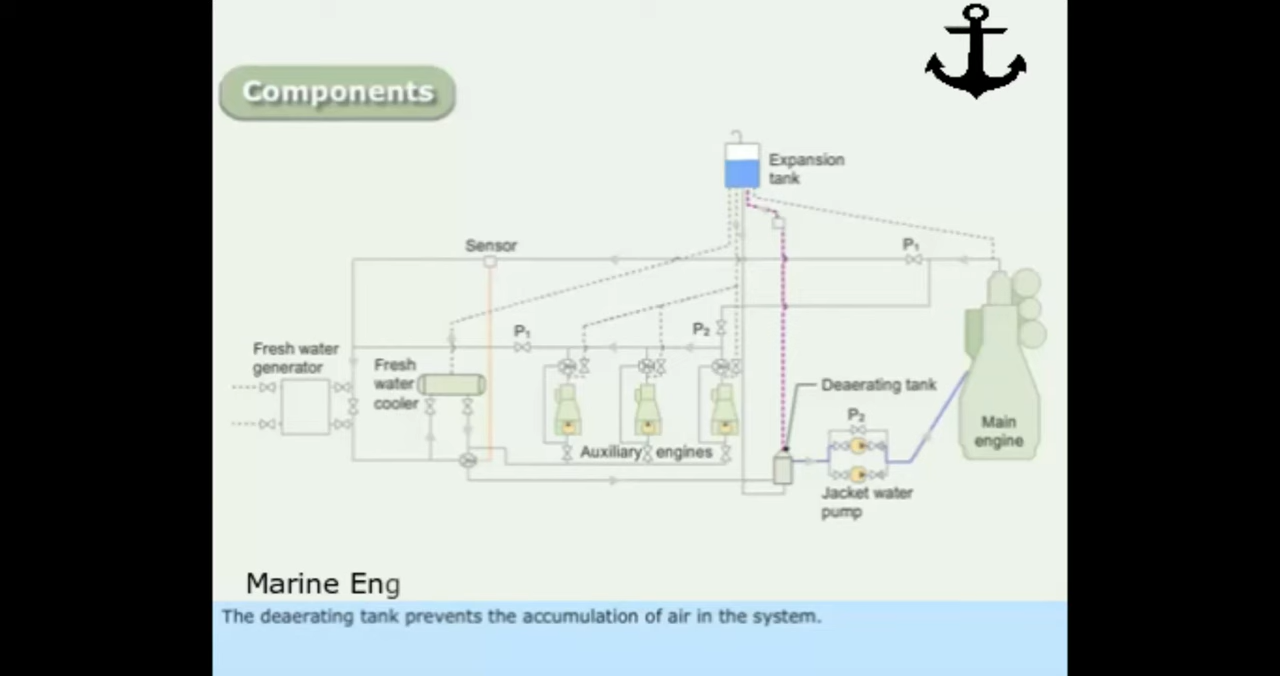 Components
Expansion
tank
Sensor
P₁
P₁
P₂
Fresh water
generator
Fresh
water
cooler
Deaerating tank
P₂
Main
engine
Auxiliary engines
Jacket water
pump
Marine Eng
The deaerating tank prevents the accumulation of air in the system.